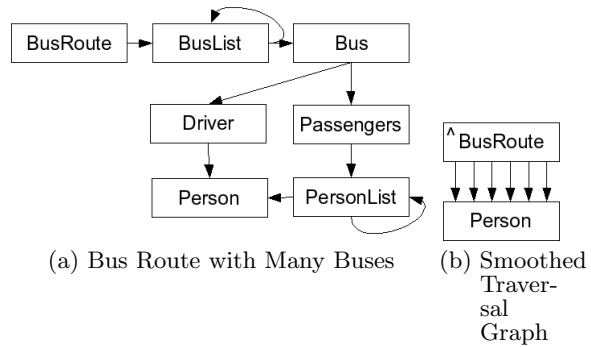 BusRoute
BusList
Bus
Driver
Passengers
^BusRoute
Person
PersonList
Person
(a) Bus Route with Many Buses
(b) Smoothed
Traver-
sal
Graph